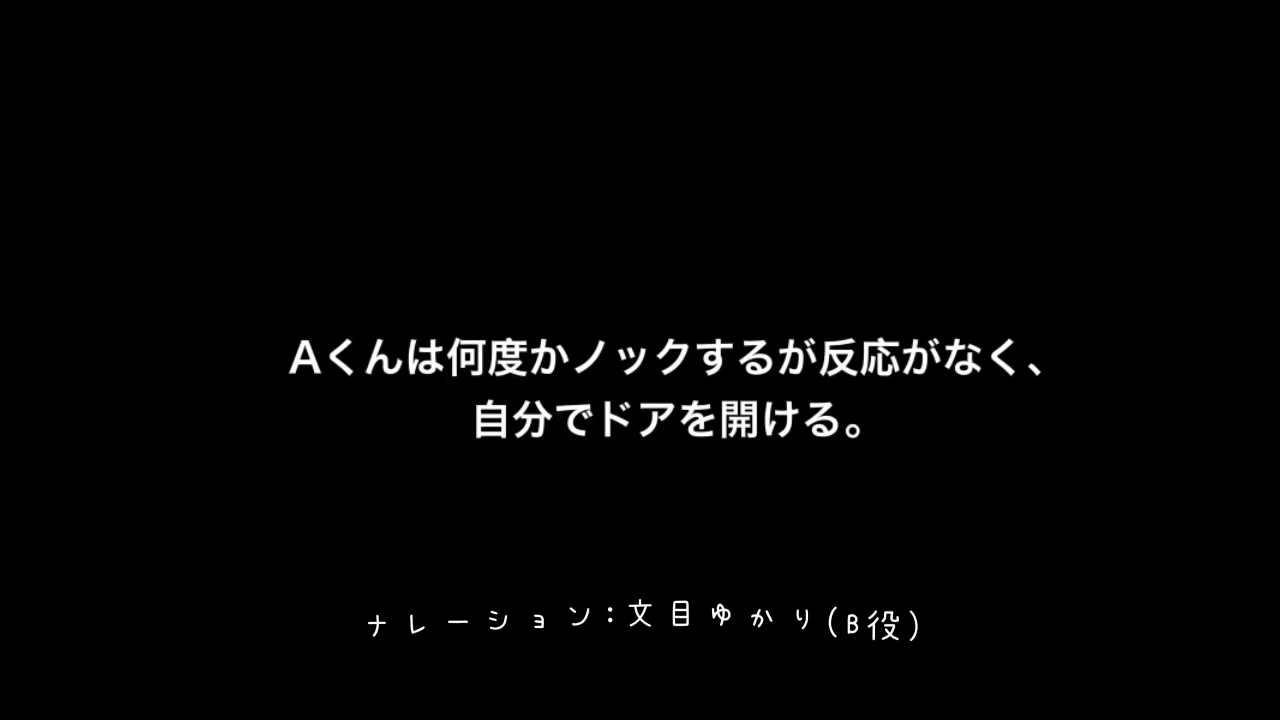 Aくんは何度かノックするが反応がなく、
自分でドアを開ける。
ナレーション：文目ゆかり(B役)